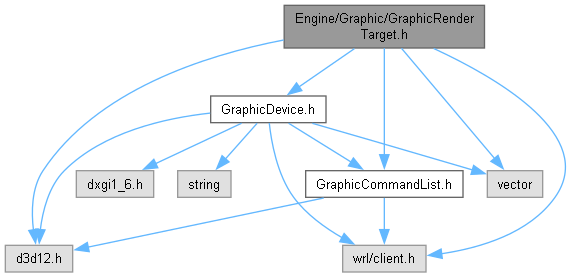 Engine/Graphic/GraphicRender
Target.h
GraphicDevice.h
dxgi1_6.h
string
GraphicCommandList.h
vector
d3d12.h
wrl/client.h